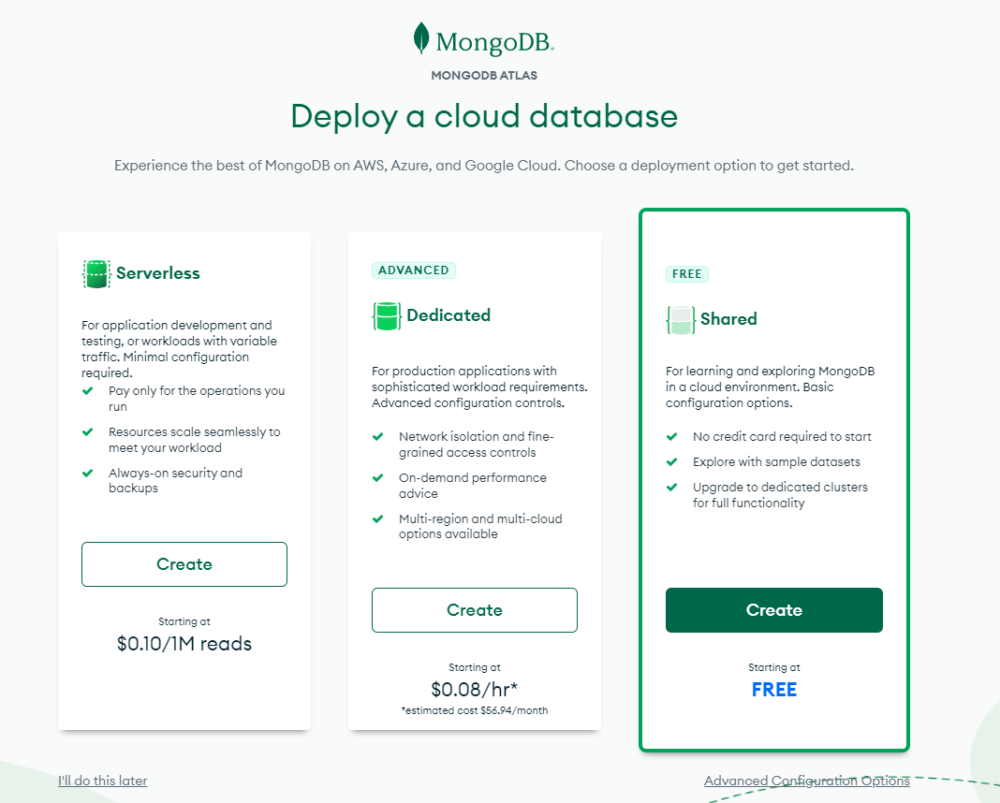 MongoDB.
MONGODB ATLAS
Deploy a cloud database
Experience the best of MongoDB on AWS, Azure, and Google Cloud. Choose a deployment option to get started.
Serverless
For application development and
testing, or workloads with variable
traffic. Minimal configuration
required.
Pay only for the operations you
run
Resources scale seamlessly to
meet your workload
Always-on security and
backups
Create
Starting at
$0.10/1M reads
ADVANCED
Dedicated
For production applications with
sophisticated workload requirements.
Advanced configuration controls.
Network isolation and fine-
grained access controls
On-demand performance
advice
Multi-region and multi-cloud
options available
Create
Starting at
$0.08/hr*
*estimated cost $56.94/month
FREE
Shared
For learning and exploring MongoDB
in a cloud environment. Basic
configuration options.
No credit card required to start
Explore with sample datasets
Upgrade to dedicated clusters
for full functionality
Create
Starting at
FREE
I'll do this later
Advanced Configuration Options